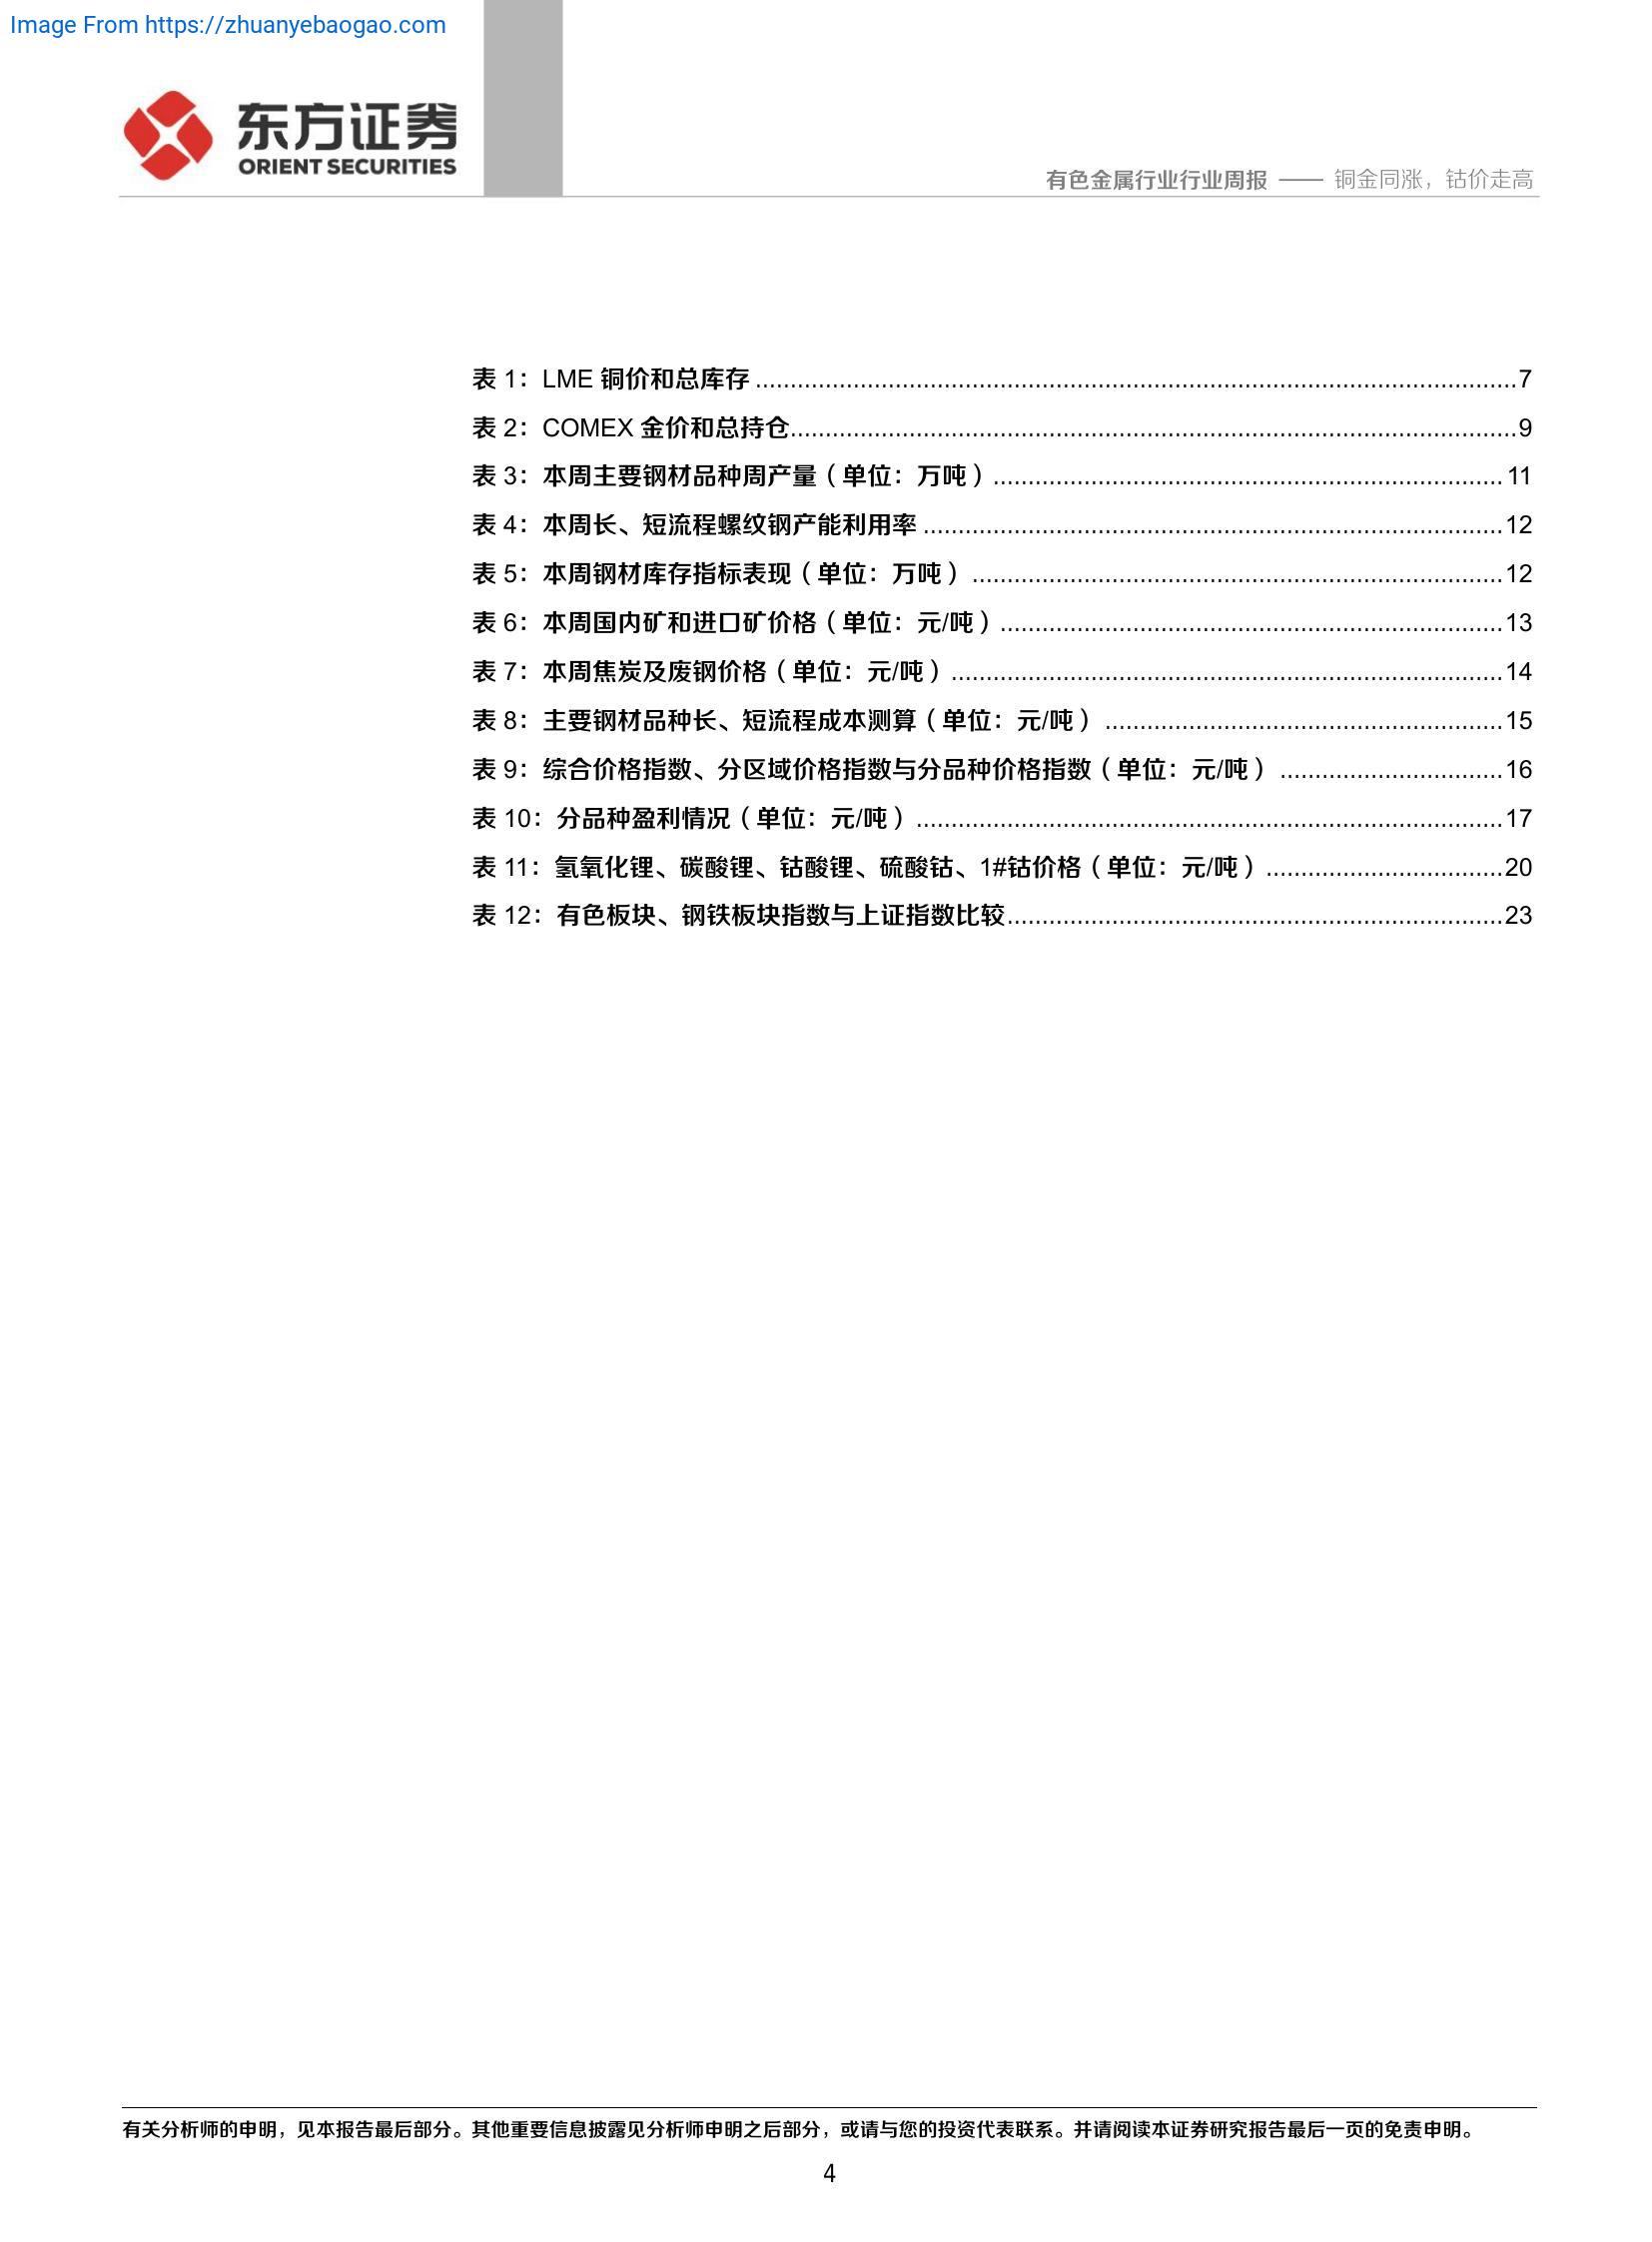 Image From https://zhuanyebaogao.com
东方证券
ORIENT SECURITIES
有色金属行业行业周报 —— 铜金同涨，钴价走高
表 1：LME 铜价和总库存 ........ 7
表 2：COMEX 金价和总持仓........ 9
表 3：本周主要钢材品种周产量（单位：万吨）........ 11
表 4：本周长、短流程螺纹钢产能利用率 ........ 12
表 5：本周钢材库存指标表现（单位：万吨）........ 12
表 6：本周国内矿和进口矿价格（单位：元/吨）........ 13
表 7：本周焦炭及废钢价格（单位：元/吨）........ 14
表 8：主要钢材品种长、短流程成本测算（单位：元/吨）........ 15
表 9：综合价格指数、分区域价格指数与分品种价格指数（单位：元/吨）........ 16
表 10：分品种盈利情况（单位：元/吨）........ 17
表 11：氢氧化锂、碳酸锂、钴酸锂、硫酸钴、1#钴价格（单位：元/吨）........ 20
表 12：有色板块、钢铁板块指数与上证指数比较........ 23
有关分析师的申明，见本报告最后部分。其他重要信息披露见分析师申明之后部分，或请与您的投资代表联系。并请阅读本证券研究报告最后一页的免责申明。
4